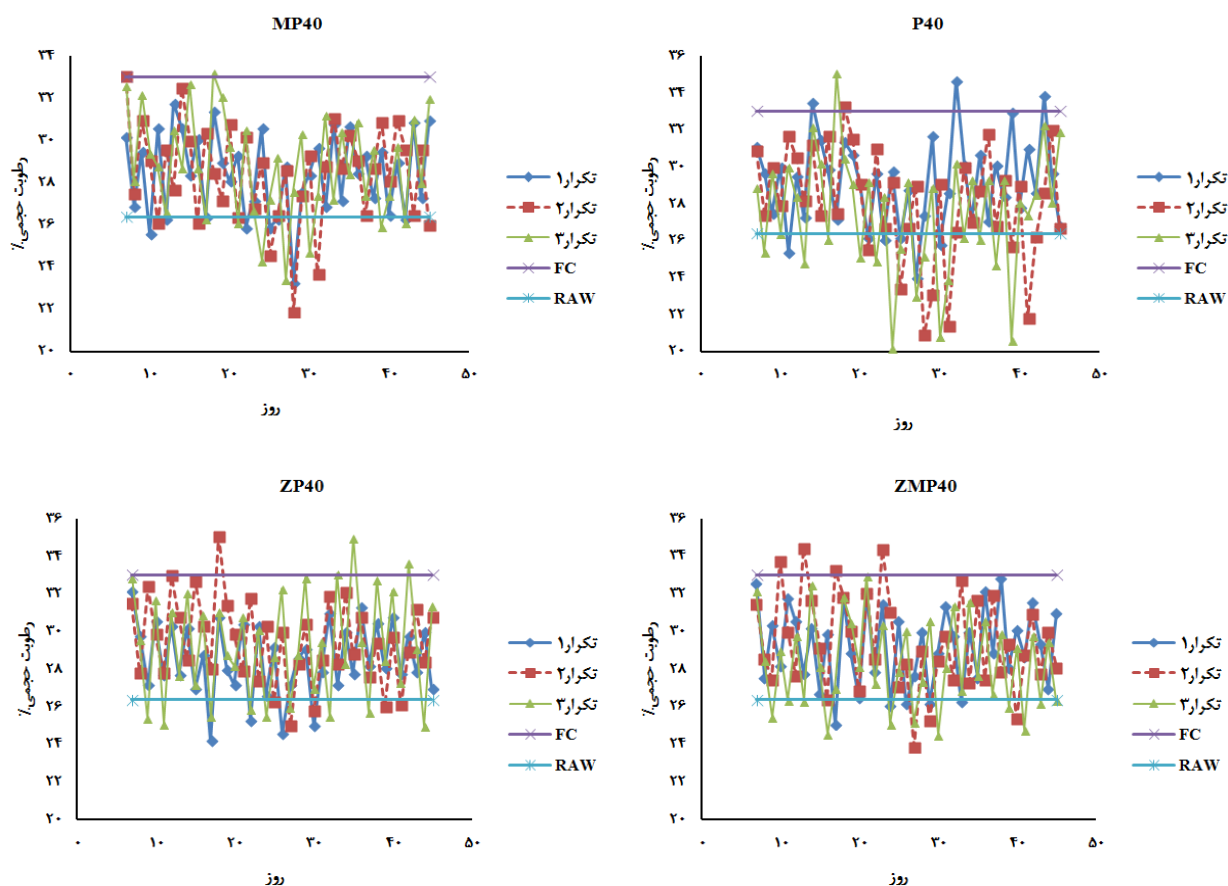 MP40
۳۴
۳۲
۳۰
۲۸
۲۶
۲۴
۲۲
۲۰
۰
۱۰
۲۰
۳۰
۴۰
۵۰
رطوبت حجمی٪
روز
تکرار۱
تکرار۲
تکرار۳
FC
RAW
P40
۳۶
۳۴
۳۲
۳۰
۲۸
۲۶
۲۴
۲۲
۲۰
۰
۱۰
۲۰
۳۰
۴۰
۵۰
رطوبت حجمی٪
روز
تکرار۱
تکرار۲
تکرار۳
FC
RAW
ZP40
۳۶
۳۴
۳۲
۳۰
۲۸
۲۶
۲۴
۲۲
۲۰
۰
۱۰
۲۰
۳۰
۴۰
۵۰
رطوبت حجمی٪
روز
تکرار۱
تکرار۲
تکرار۳
FC
RAW
ZMP40
۳۶
۳۴
۳۲
۳۰
۲۸
۲۶
۲۴
۲۲
۲۰
۰
۱۰
۲۰
۳۰
۴۰
۵۰
رطوبت حجمی٪
روز
تکرار۱
تکرار۲
تکرار۳
FC
RAW